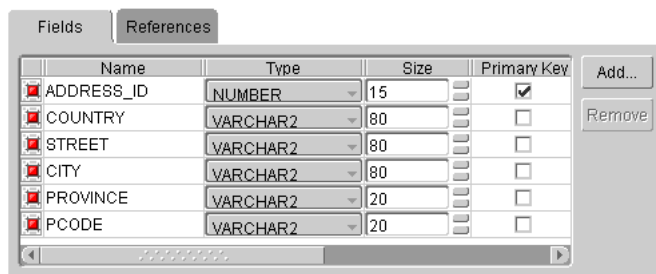 Fields References
Name Type Size Primary Key
ADDRESS_ID NUMBER 15
COUNTRY VARCHAR2 80
STREET VARCHAR2 80
CITY VARCHAR2 80
PROVINCE VARCHAR2 20
PCODE VARCHAR2 20
Add...
Remove